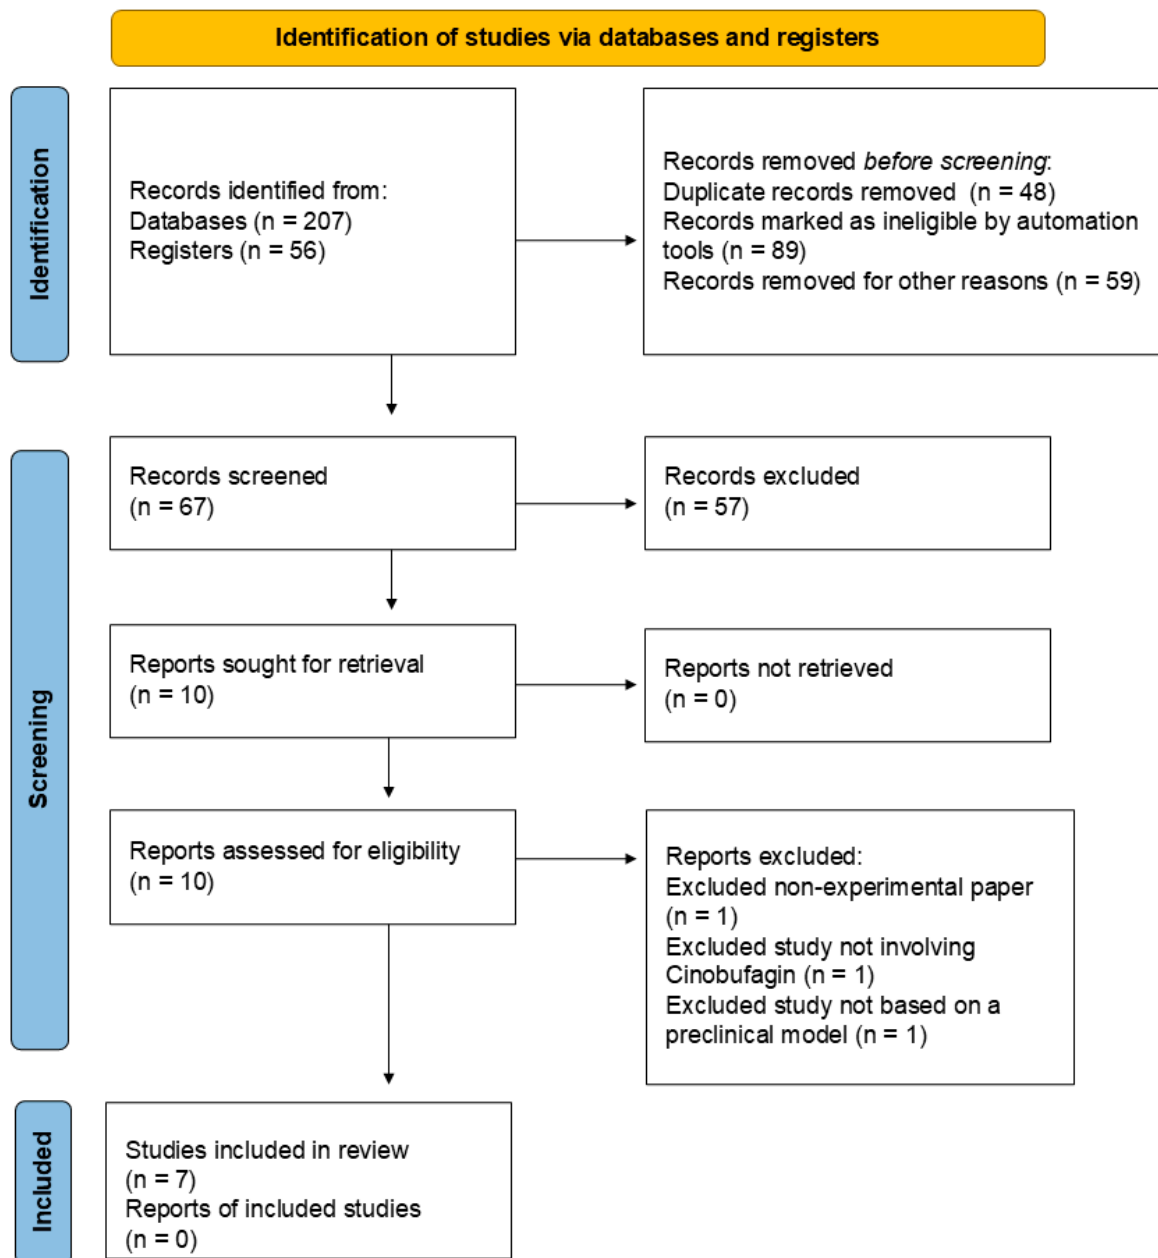 Identification of studies via databases and registers
Identification
Records identified from:
Databases (n = 207)
Registers (n = 56)
Records removed before screening:
Duplicate records removed  (n = 48)
Records marked as ineligible by automation
tools (n = 89)
Records removed for other reasons (n = 59)
Screening
Records screened
(n = 67)
Records excluded
(n = 57)
Reports sought for retrieval
(n = 10)
Reports not retrieved
(n = 0)
Reports assessed for eligibility
(n = 10)
Reports excluded:
Excluded non-experimental paper
(n = 1)
Excluded study not involving
Cinobufagin (n = 1)
Excluded study not based on a
preclinical model (n = 1)
Included
Studies included in review
(n = 7)
Reports of included studies
(n = 0)